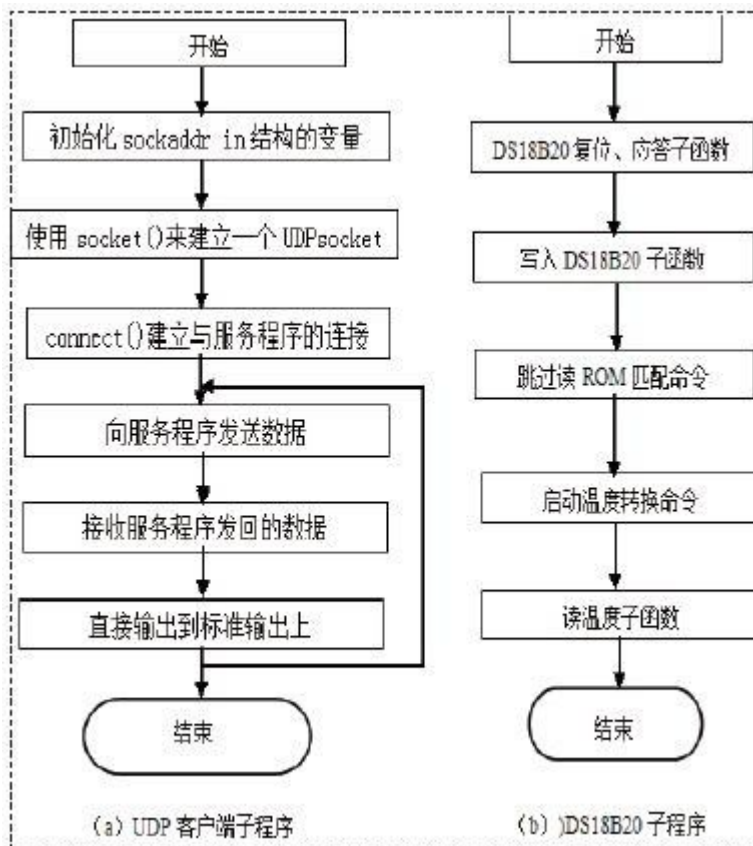 开始
初始化 sockaddr in 结构的变量
使用 socket()来建立一个 UDPsocket
connect()建立与服务程序的连接
向服务程序发送数据
接收服务程序发回的数据
直接输出到标准输出上
结束
(a) UDP 客户端子程序
开始
DS18B20 复位、应答子函数
写入 DS18B20 子函数
跳过读 ROM 匹配命令
启动温度转换命令
读温度子函数
结束
(b) )DS18B20 子程序